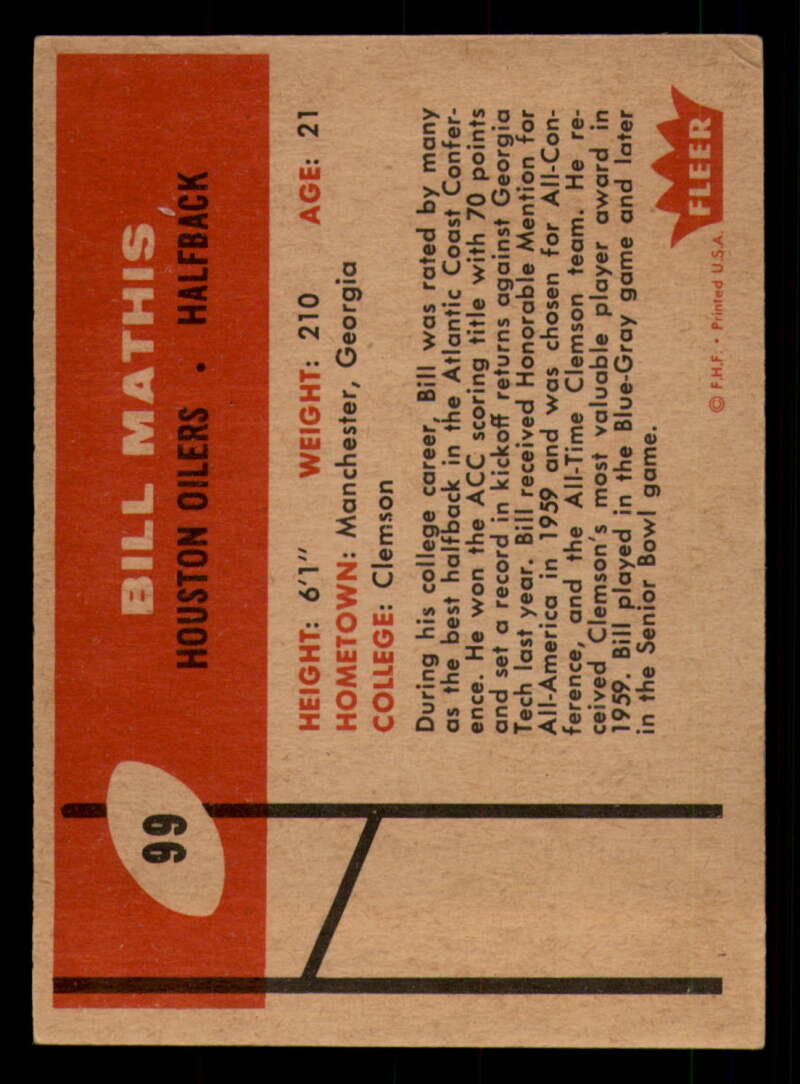 99
BILL MATHIS
HOUSTON OILERS • HALFBACK
HEIGHT: 6'1" WEIGHT: 210 AGE: 21
HOMETOWN: Manchester, Georgia
COLLEGE: Clemson
During his college career, Bill was rated by many
as the best halfback in the Atlantic Coast Confer-
ence. He won the ACC scoring title with 70 points
and set a record in kickoff returns against Georgia
Tech last year. Bill received Honorable Mention for
All-America in 1959 and was chosen for All-Con-
ference, and the All-Time Clemson team. He re-
ceived Clemson's most valuable player award in
1959. Bill played in the Blue-Gray game and later
in the Senior Bowl game.
FLEER
© F.H.F. • Printed U.S.A.